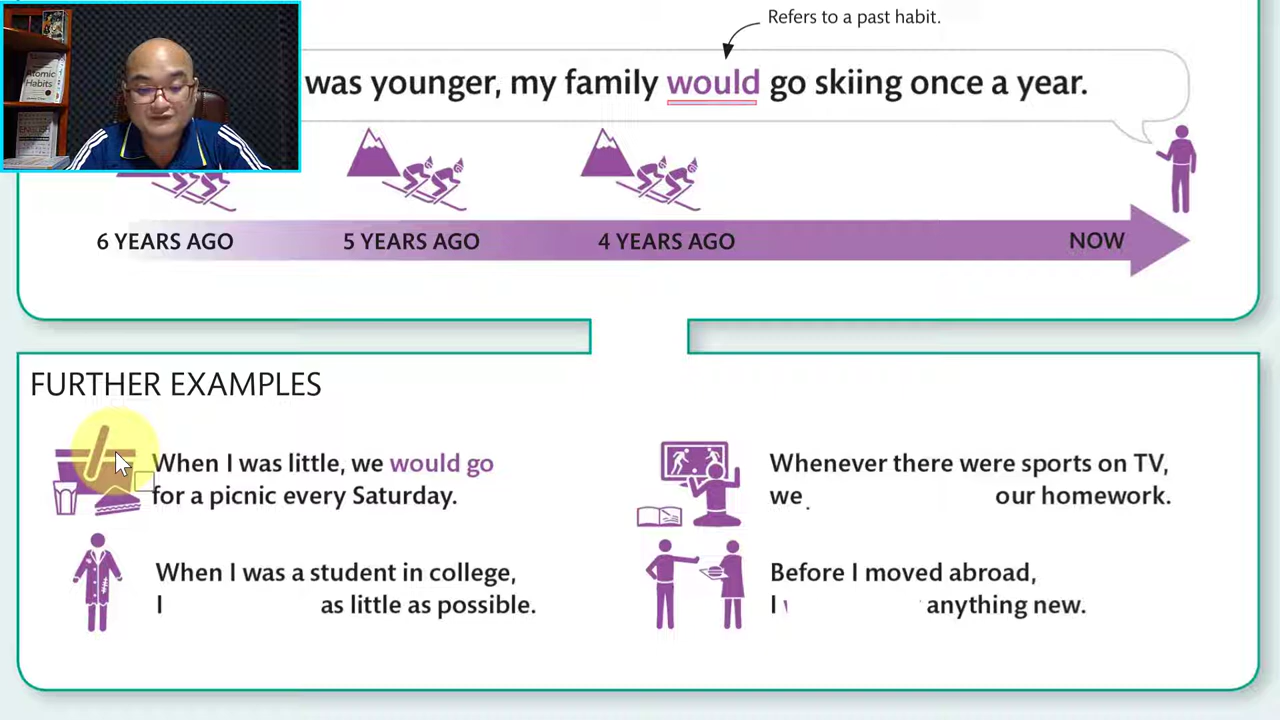 Refers to a past habit.
was younger, my family would go skiing once a year.
6 YEARS AGO 5 YEARS AGO 4 YEARS AGO NOW
FURTHER EXAMPLES
When I was little, we would go
for a picnic every Saturday.
Whenever there were sports on TV,
we our homework.
When I was a student in college,
I as little as possible.
Before I moved abroad,
I anything new.
Atomic
Habits
ENGLISH